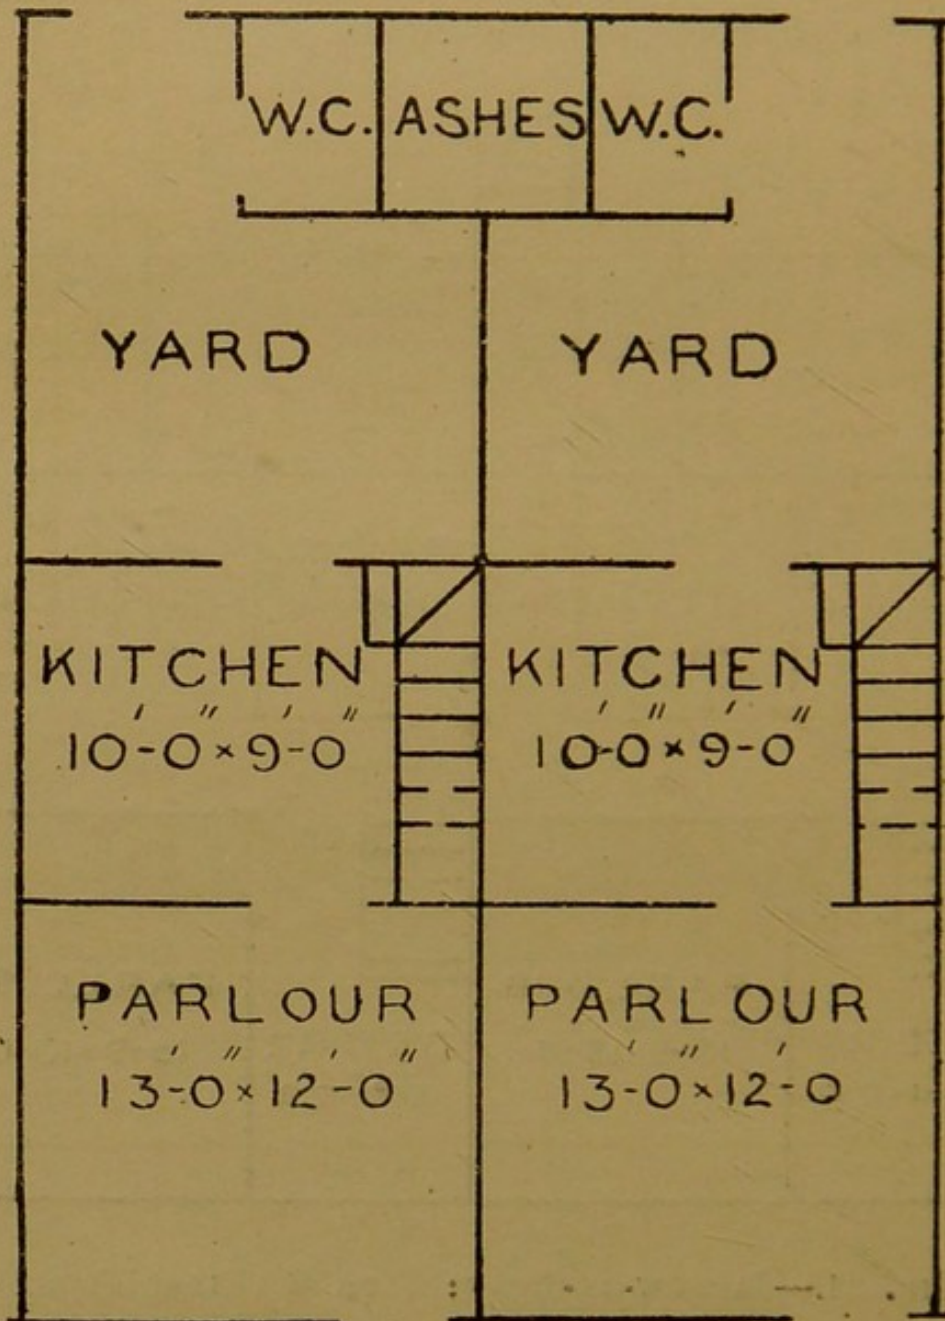 W.C. ASHES W.C.
YARD YARD
KITCHEN KITCHEN
10'-0" × 9'-0" 10'-0" × 9'-0"
PARLOUR PARLOUR
13'-0" × 12'-0" 13'-0" × 12'-0